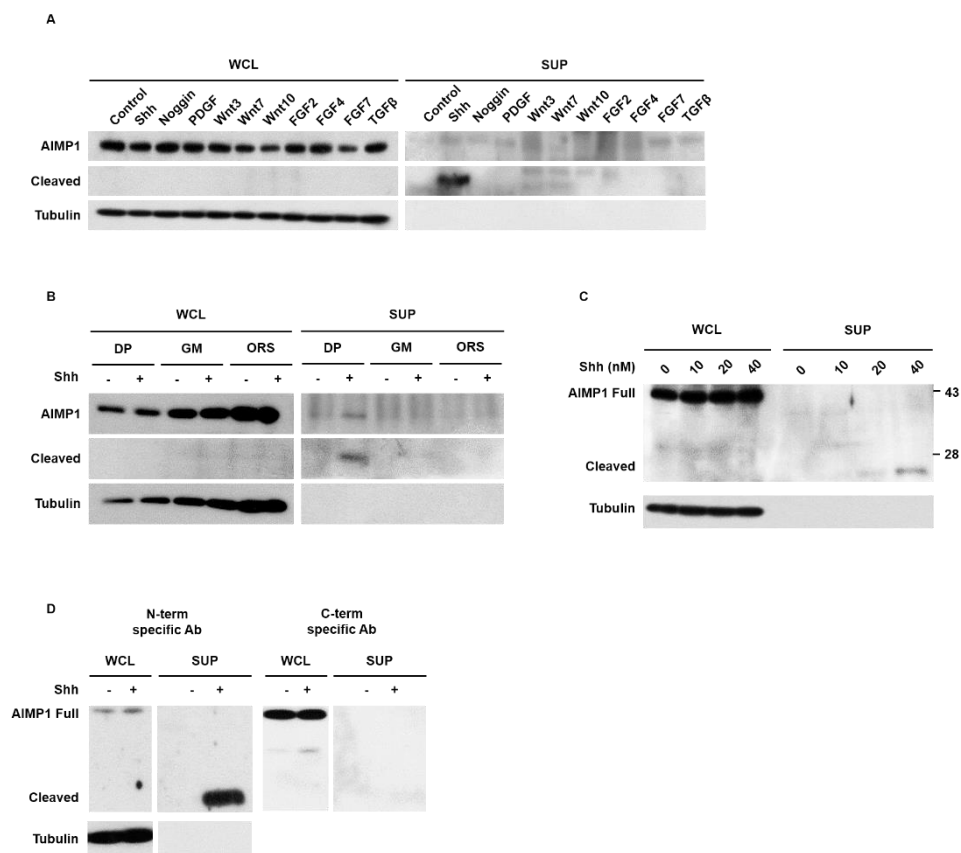 A
WCL SUP
Control Shh Noggin PDGF Wnt3 Wnt7 Wnt10 FGF2 FGF4 FGF7 TGFβ Control Shh Noggin PDGF Wnt3 Wnt7 Wnt10 FGF2 FGF4 FGF7 TGFβ
AIMP1
Cleaved
Tubulin
B
WCL SUP
DP GM ORS DP GM ORS
Shh - + - + - + - + - + - +
AIMP1
Cleaved
Tubulin
C
WCL SUP
Shh (nM) 0 10 20 40 0 10 20 40
AIMP1 Full 43
28
Cleaved
Tubulin
D
N-term C-term
specific Ab specific Ab
WCL SUP WCL SUP
Shh - + - + - + - +
AIMP1 Full
Cleaved
Tubulin